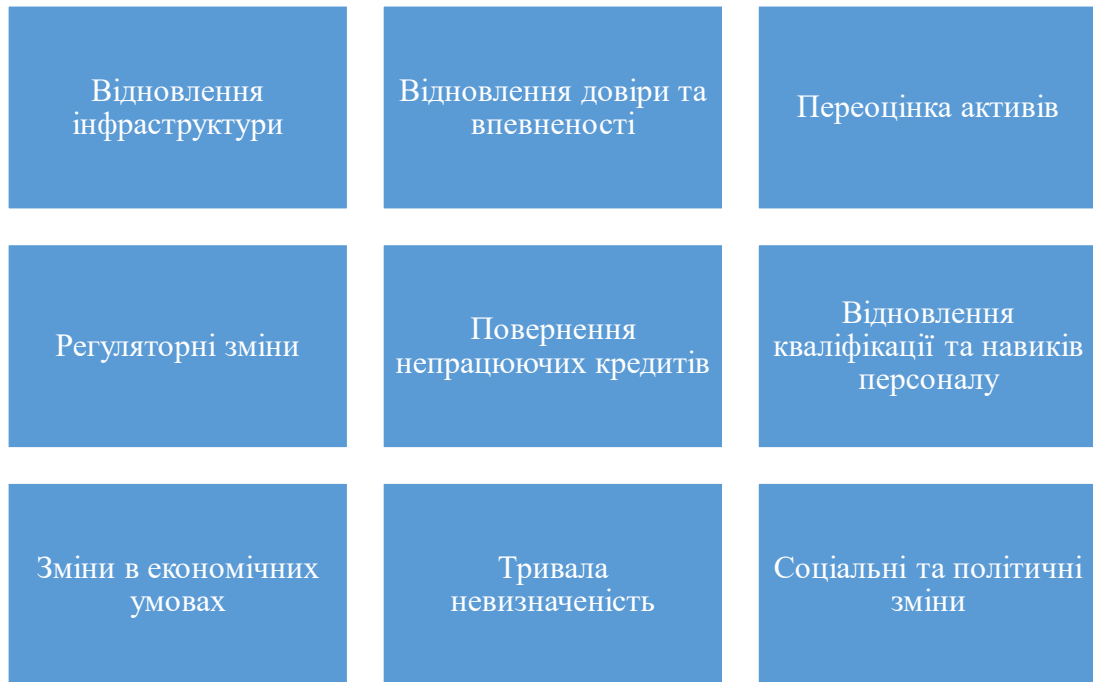 Відновлення
інфраструктури
Відновлення довіри та
впевненості
Переоцінка активів
Регуляторні зміни
Повернення
непрацюючих кредитів
Відновлення
кваліфікації та навиків
персоналу
Зміни в економічних
умовах
Тривала
невизначеність
Соціальні та політичні
зміни